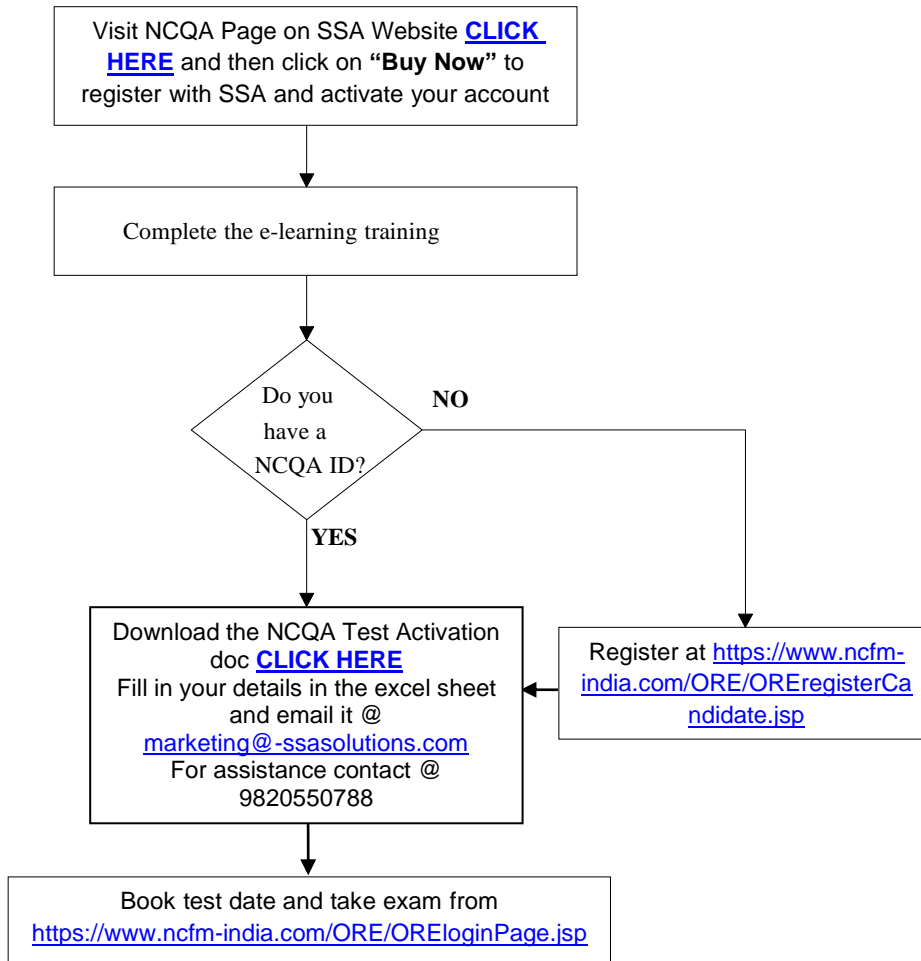 Visit NCQA Page on SSA Website CLICK
HERE and then click on “Buy Now” to
register with SSA and activate your account
Complete the e-learning training
Do you
have a
NCQA ID?
NO
YES
Download the NCQA Test Activation
doc CLICK HERE
Fill in your details in the excel sheet
and email it @
marketing@-ssasolutions.com
For assistance contact @
9820550788
Register at https://www.ncfm-
india.com/ORE/OREregisterCa
ndidate.jsp
Book test date and take exam from
https://www.ncfm-india.com/ORE/OREloginPage.jsp